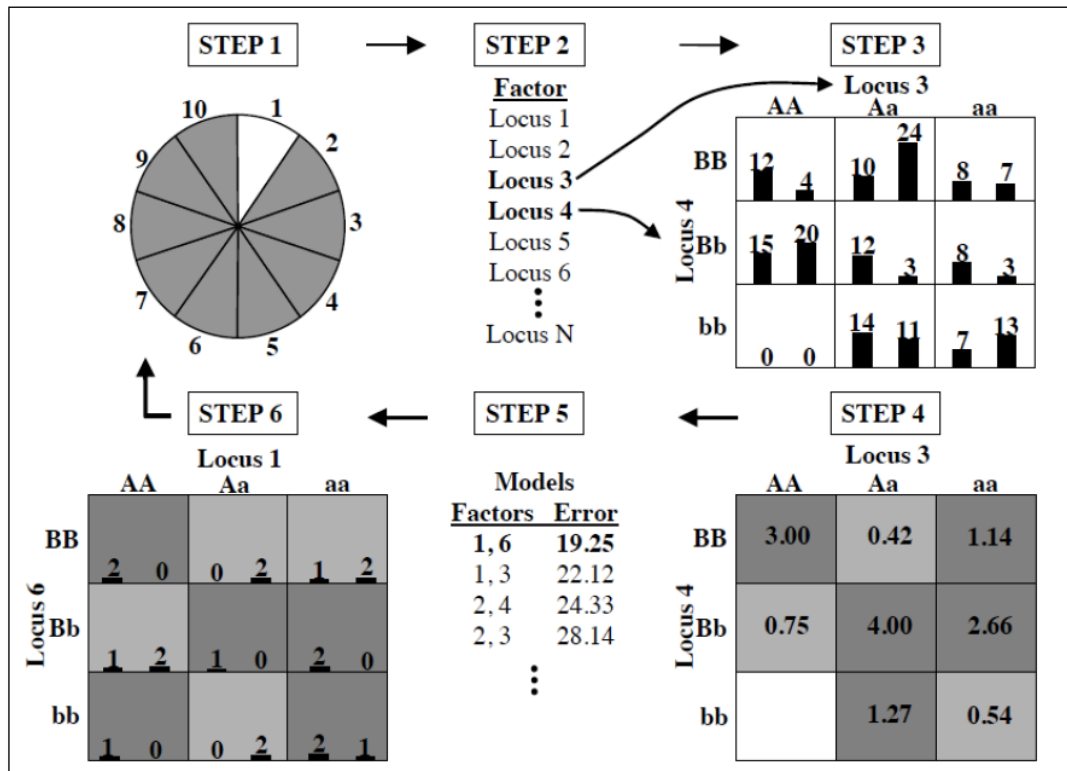 STEP 1
STEP 2
STEP 3
10
1
2
3
4
5
6
7
8
9
Factor
Locus 1
Locus 2
Locus 3
Locus 4
Locus 5
Locus 6
Locus N
Locus 3
AA Aa aa
Locus 4
BB
12 4 10 24 8 7
Bb
15 20 12 3 8 3
bb
0 0 14 11 7 13
STEP 6
STEP 5
STEP 4
Locus 1
AA Aa aa
Locus 6
BB
2 0 0 2 1 2
Bb
1 2 1 0 2 0
bb
1 0 0 2 2 1
Models
Factors Error
1, 6 19.25
1, 3 22.12
2, 4 24.33
2, 3 28.14
Locus 3
AA Aa aa
Locus 4
BB 3.00 0.42 1.14
Bb 0.75 4.00 2.66
bb 1.27 0.54